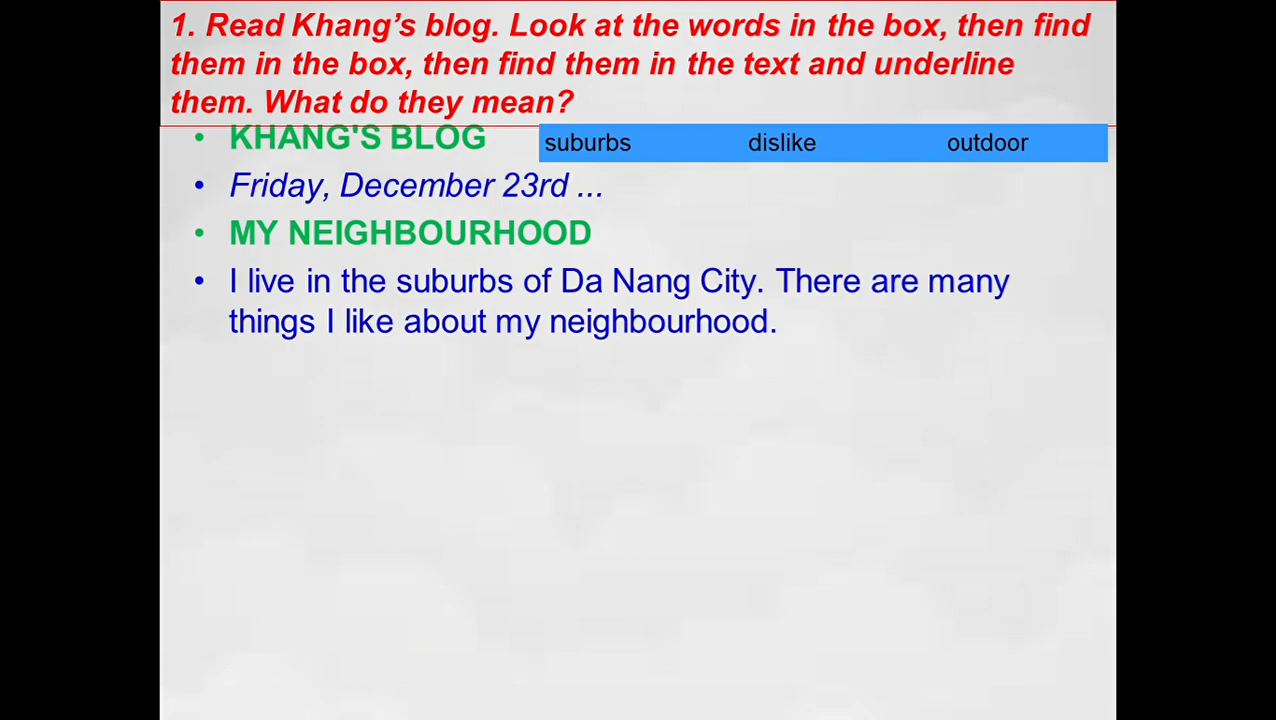 1. Read Khang’s blog. Look at the words in the box, then find
them in the box, then find them in the text and underline
them. What do they mean?
• KHANG'S BLOG
suburbs dislike outdoor
• Friday, December 23rd ...
• MY NEIGHBOURHOOD
• I live in the suburbs of Da Nang City. There are many
things I like about my neighbourhood.